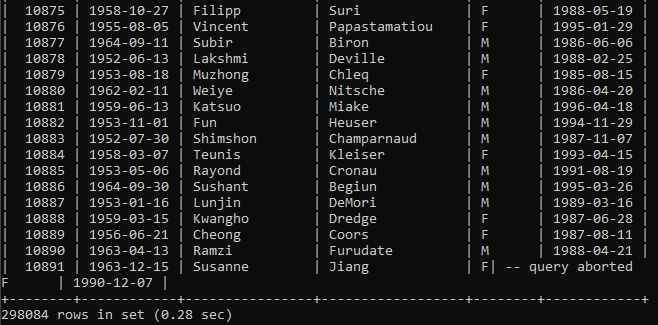 |  10875 | 1958-10-27 | Filipp         | Suri             | F      | 1988-05-19 |
|  10876 | 1955-08-05 | Vincent        | Papastamatiou    | F      | 1995-01-29 |
|  10877 | 1964-09-11 | Subir          | Biron            | M      | 1986-06-06 |
|  10878 | 1952-06-13 | Lakshmi        | Deville          | M      | 1988-02-25 |
|  10879 | 1953-08-18 | Muzhong        | Chleq            | F      | 1985-08-15 |
|  10880 | 1962-02-11 | Weiye          | Nitsche          | M      | 1986-04-20 |
|  10881 | 1959-06-13 | Katsuo         | Miake            | M      | 1996-04-18 |
|  10882 | 1953-11-01 | Fun            | Heuser           | M      | 1994-11-29 |
|  10883 | 1952-07-30 | Shimshon       | Champarnaud      | M      | 1987-11-07 |
|  10884 | 1958-03-07 | Teunis         | Kleiser          | F      | 1993-04-15 |
|  10885 | 1953-05-06 | Rayond         | Cronau           | M      | 1991-08-19 |
|  10886 | 1964-09-30 | Sushant        | Begiun           | M      | 1995-03-26 |
|  10887 | 1953-01-16 | Lunjin         | DeMori           | M      | 1989-03-16 |
|  10888 | 1959-03-15 | Kwangho        | Dredge           | F      | 1987-06-28 |
|  10889 | 1956-06-21 | Cheong         | Coors            | F      | 1987-08-11 |
|  10890 | 1963-04-13 | Ramzi          | Furudate         | M      | 1988-04-21 |
|  10891 | 1963-12-15 | Susanne        | Jiang            | F| -- query aborted
F      | 1990-12-07 |
+--------+------------+----------------+------------------+--------+------------+
298084 rows in set (0.28 sec)